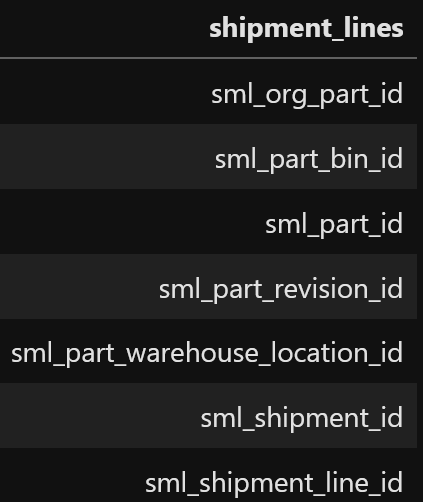 shipment_lines
sml_org_part_id
sml_part_bin_id
sml_part_id
sml_part_revision_id
sml_part_warehouse_location_id
sml_shipment_id
sml_shipment_line_id